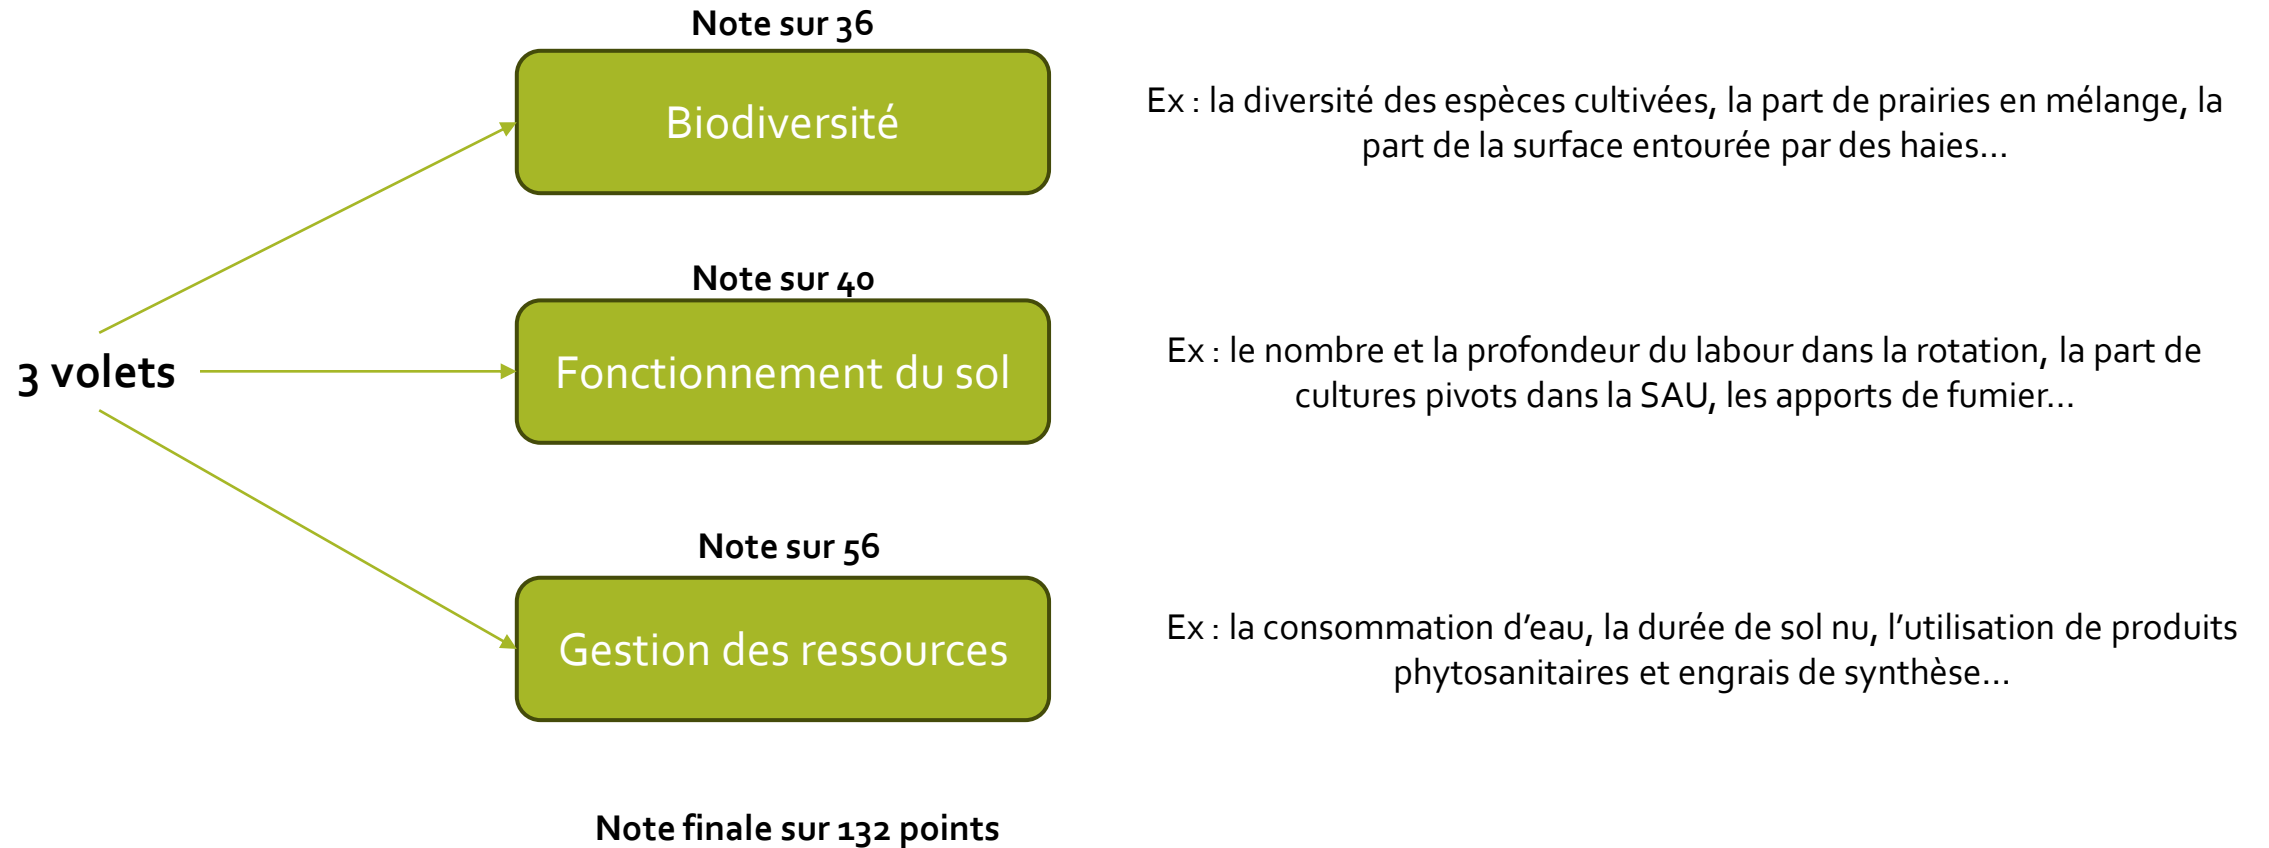 Note sur 36
Biodiversité
Ex : la diversité des espèces cultivées, la part de prairies en mélange, la
part de la surface entourée par des haies…
3 volets
Note sur 40
Fonctionnement du sol
Ex : le nombre et la profondeur du labour dans la rotation, la part de
cultures pivots dans la SAU, les apports de fumier…
Note sur 56
Gestion des ressources
Ex : la consommation d’eau, la durée de sol nu, l’utilisation de produits
phytosanitaires et engrais de synthèse…
Note finale sur 132 points